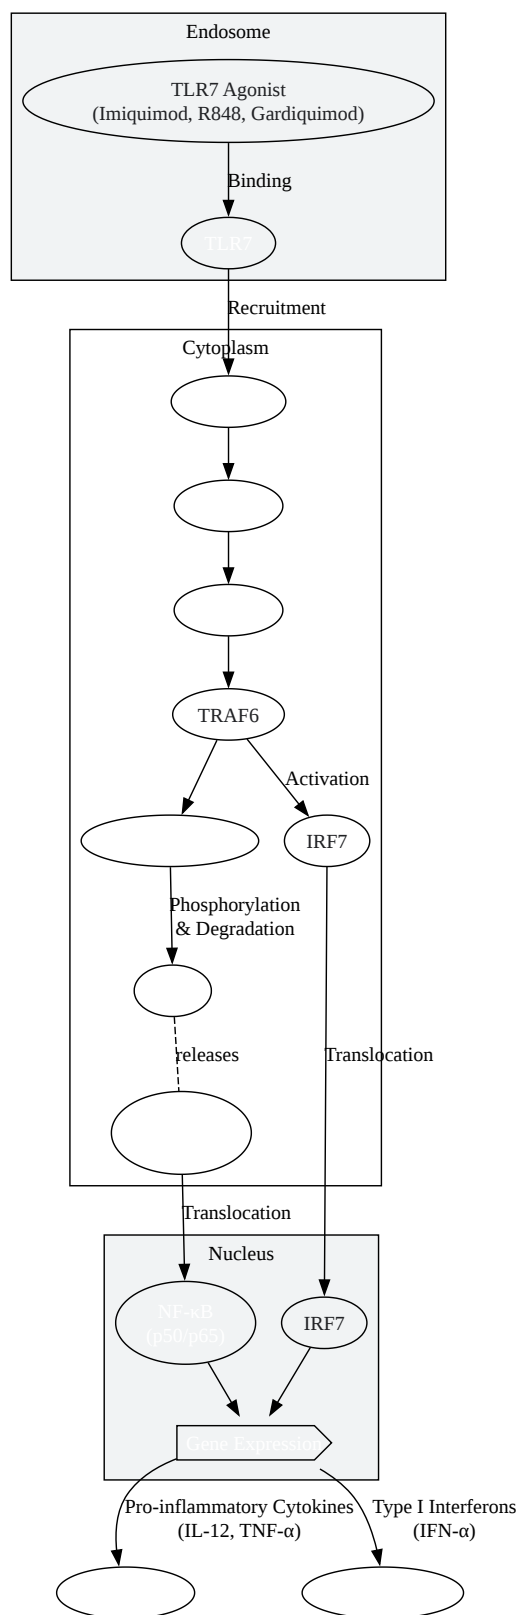 Endosome
TLR7 Agonist
(Imiquimod, R848, Gardiquimod)
Binding
TLR7
Recruitment
Cytoplasm
TRAF6
Activation
IRF7
Phosphorylation
& Degradation
releases
Translocation
Translocation
Nucleus
NF-κB
(p50/p65)
IRF7
Gene Expression
Pro-inflammatory Cytokines
(IL-12, TNF-α)
Type I Interferons
(IFN-α)